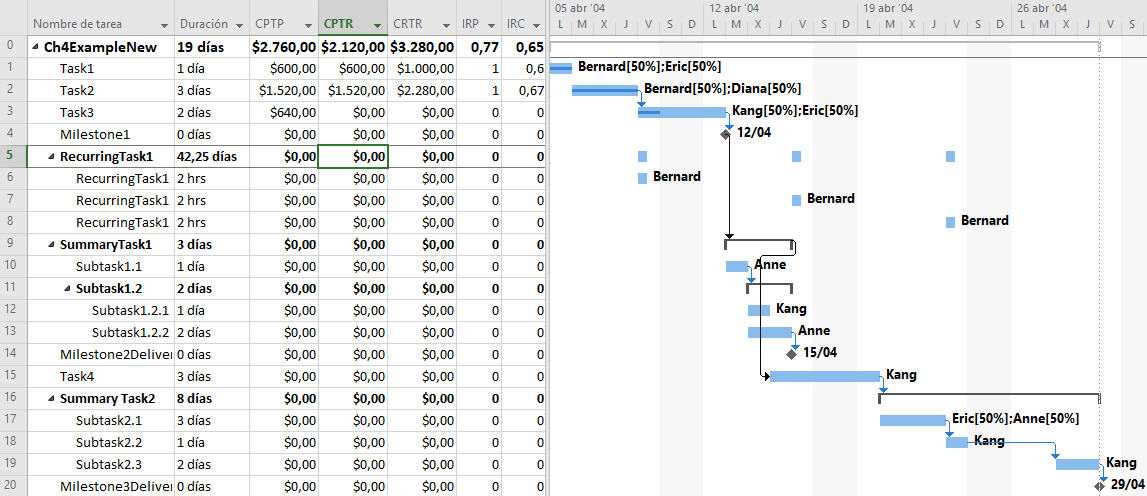 05 abr '04 12 abr '04 19 abr '04 26 abr '04
Nombre de tarea Duración CPTP CPTR CRTR IRP IRC L M X J V S D L M X J V S D L M X J V S D L M X J V S
0 Ch4ExampleNew 19 días $2.760,00 $2.120,00 $3.280,00 0,77 0,65
1 Task1 1 día $600,00 $600,00 $1.000,00 1 0,6 Bernard[50%];Eric[50%]
2 Task2 3 días $1.520,00 $1.520,00 $2.280,00 1 0,67 Bernard[50%];Diana[50%]
3 Task3 2 días $640,00 $0,00 $0,00 0 0 Kang[50%];Eric[50%]
4 Milestone1 0 días $0,00 $0,00 $0,00 0 0 12/04
5 RecurringTask1 42,25 días $0,00 $0,00 $0,00 0 0
6 RecurringTask1 2 hrs $0,00 $0,00 $0,00 0 0 Bernard
7 RecurringTask1 2 hrs $0,00 $0,00 $0,00 0 0 Bernard
8 RecurringTask1 2 hrs $0,00 $0,00 $0,00 0 0 Bernard
9 SummaryTask1 3 días $0,00 $0,00 $0,00 0 0
10 Subtask1.1 1 día $0,00 $0,00 $0,00 0 0 Anne
11 Subtask1.2 2 días $0,00 $0,00 $0,00 0 0
12 Subtask1.2.1 1 día $0,00 $0,00 $0,00 0 0 Kang
13 Subtask1.2.2 2 días $0,00 $0,00 $0,00 0 0 Anne
14 Milestone2Deliver 0 días $0,00 $0,00 $0,00 0 0 15/04
15 Task4 3 días $0,00 $0,00 $0,00 0 0 Kang
16 Summary Task2 8 días $0,00 $0,00 $0,00 0 0
17 Subtask2.1 3 días $0,00 $0,00 $0,00 0 0 Eric[50%];Anne[50%]
18 Subtask2.2 1 día $0,00 $0,00 $0,00 0 0 Kang
19 Subtask2.3 2 días $0,00 $0,00 $0,00 0 0 Kang
20 Milestone3Deliver 0 días $0,00 $0,00 $0,00 0 0 29/04